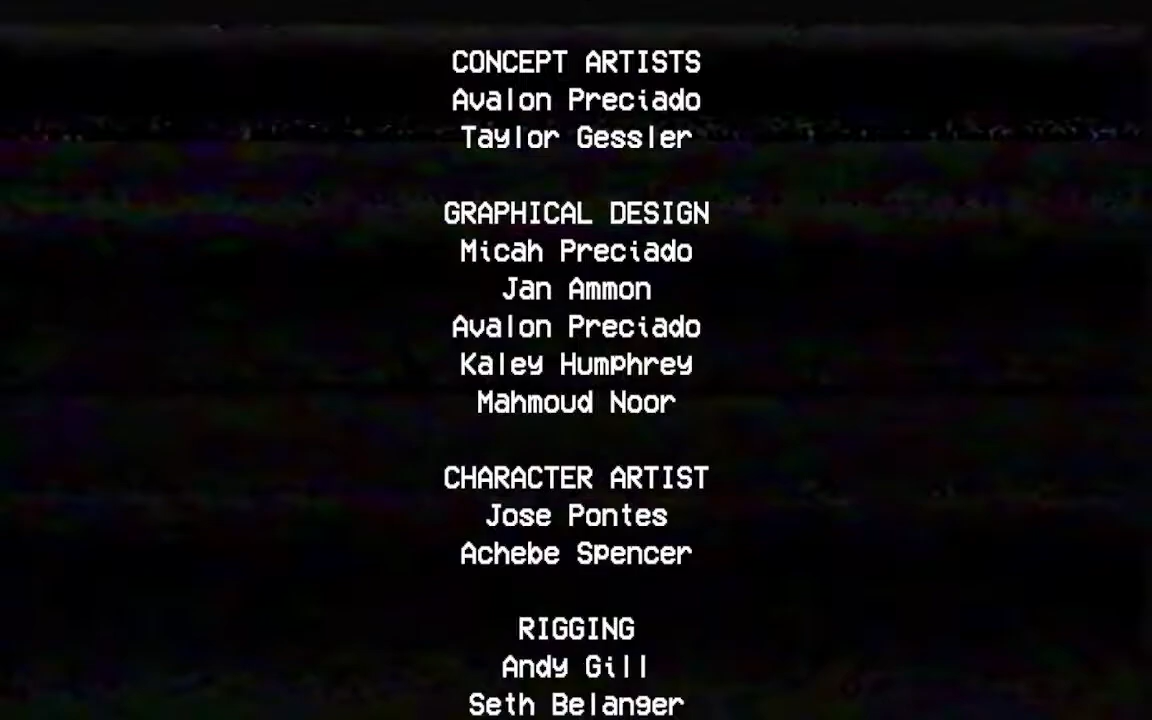 CONCEPT ARTISTS
Avalon Preciado
Taylor Gessler
GRAPHICAL DESIGN
Micah Preciado
Jan Ammon
Avalon Preciado
Kaley Humphrey
Mahmoud Noor
CHARACTER ARTIST
Jose Pontes
Achebe Spencer
RIGGING
Andy Gill
Seth Belanger